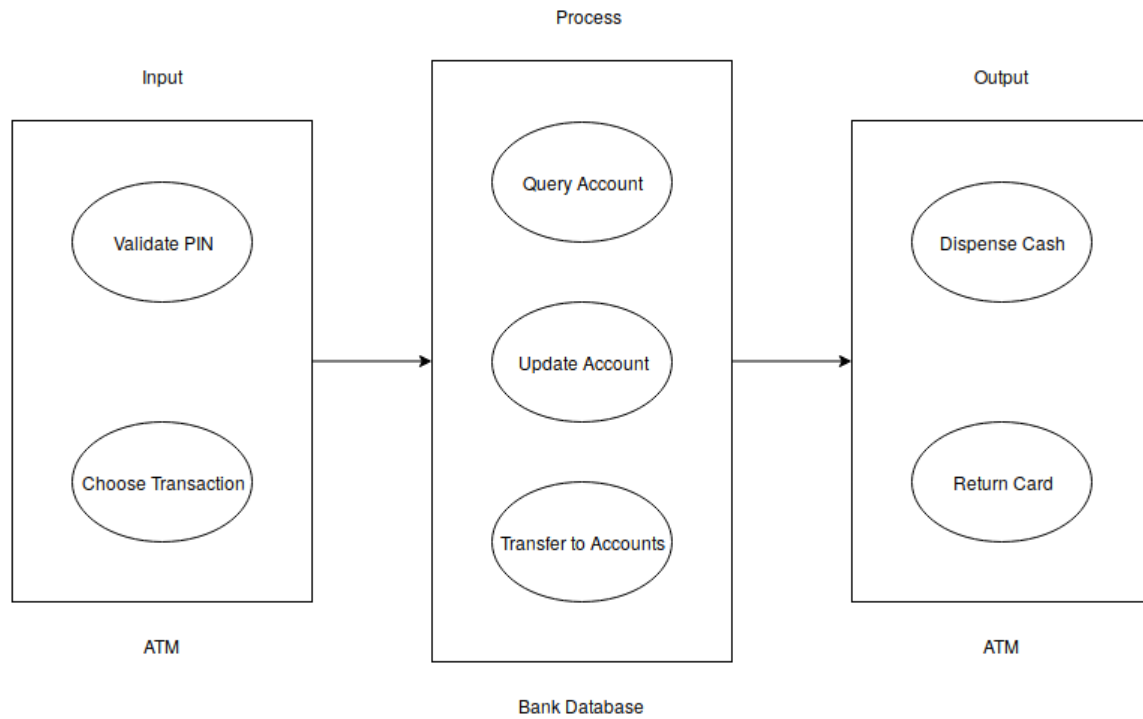 Process
Input
Output
Query Account
Validate PIN
Dispense Cash
Update Account
Choose Transaction
Return Card
Transfer to Accounts
ATM
ATM
Bank Database